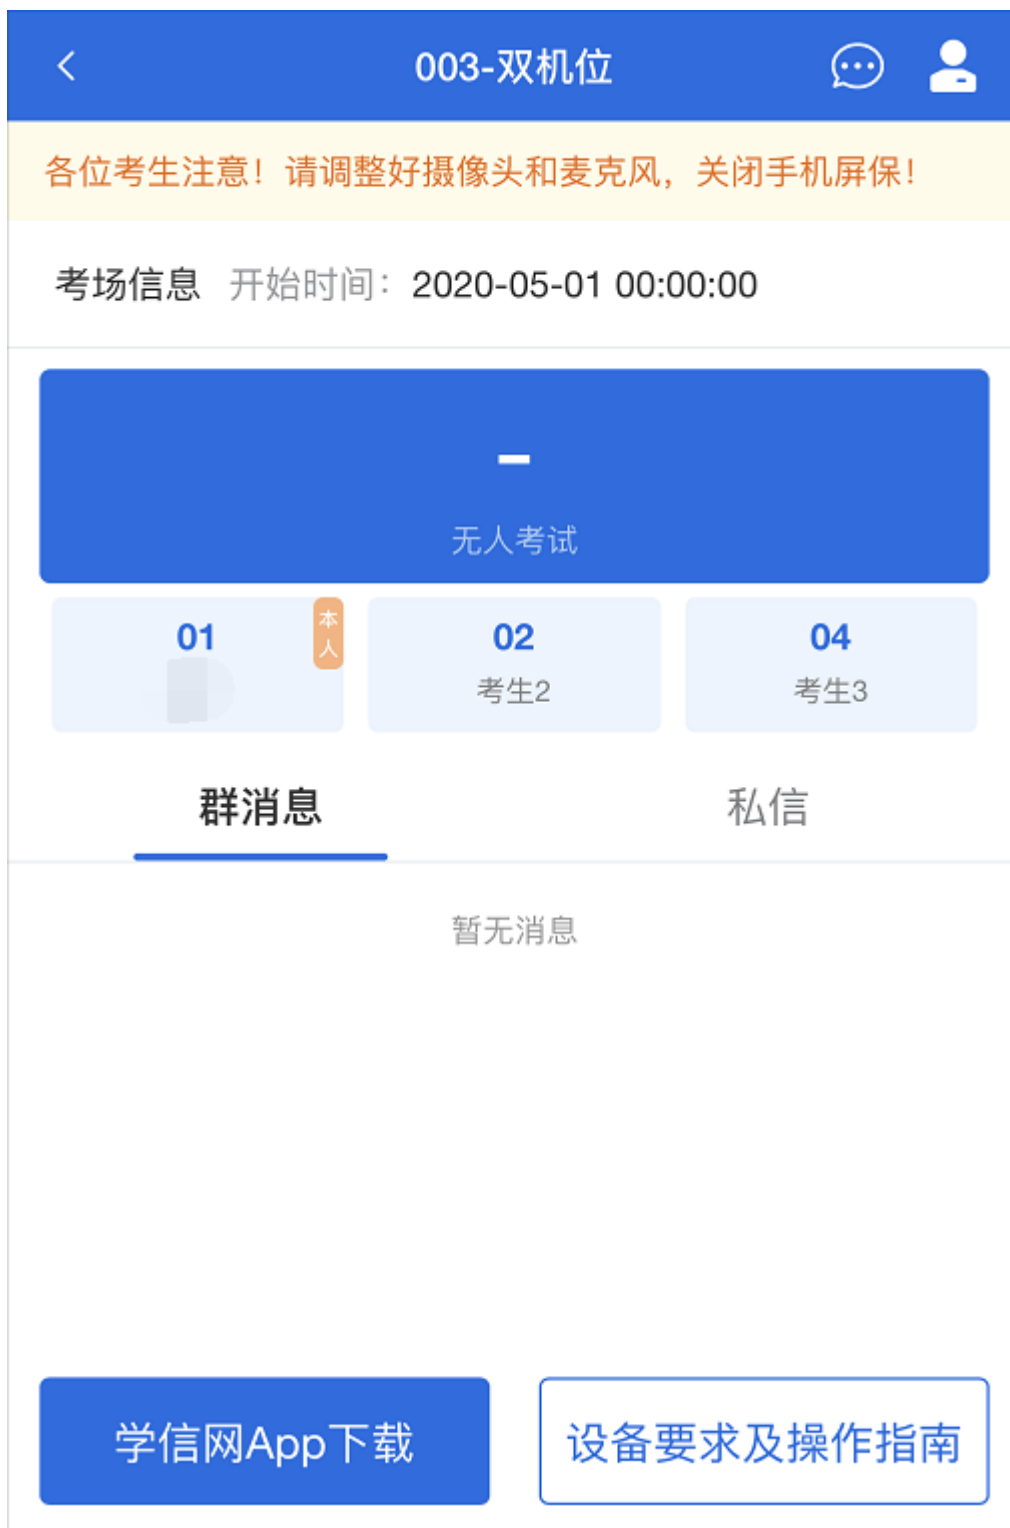 003-双机位
各位考生注意！请调整好摄像头和麦克风，关闭手机屏保！
考场信息 开始时间：2020-05-01 00:00:00
-
无人考试
01 本人 02 04
考生2 考生3
群消息 私信
暂无消息
学信网App下载 设备要求及操作指南